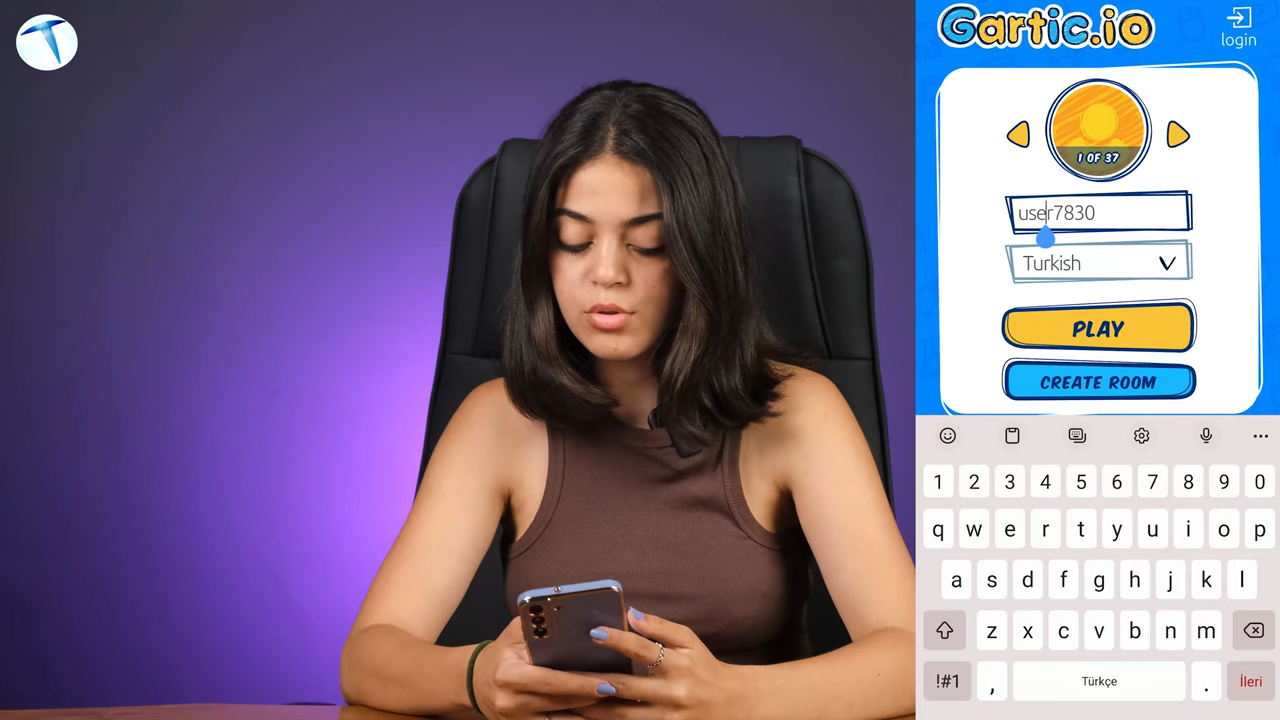 Gartic.io
login
1 OF 37
user7830
Turkish
PLAY
CREATE ROOM
1 2 3 4 5 6 7 8 9 0
q w e r t y u i o p
a s d f g h j k l
z x c v b n m
!#1 , Türkçe . İleri